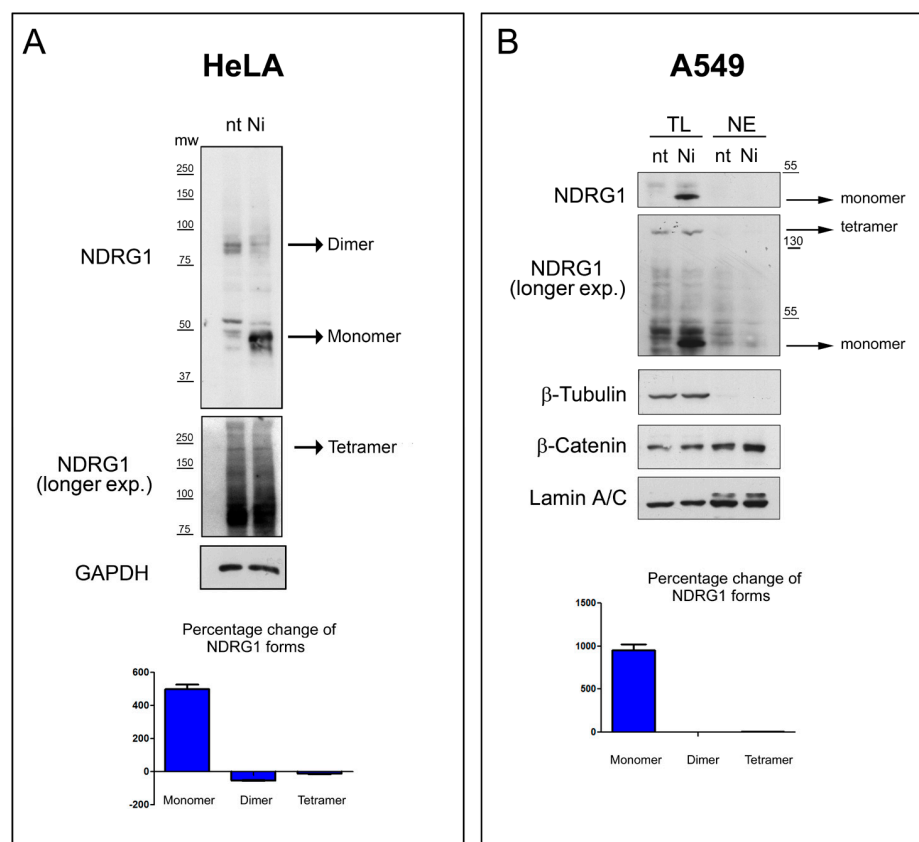 A
HeLA
nt Ni
mw
250
150
100
75
50
37
NDRG1
Dimer
Monomer
250
150
100
75
NDRG1
(longer exp.)
Tetramer
GAPDH
Percentage change of
NDRG1 forms
600
400
200
0
-200
Monomer Dimer Tetramer
B
A549
TL NE
nt Ni nt Ni
55
NDRG1
monomer
tetramer
130
NDRG1
(longer exp.)
55
monomer
β-Tubulin
β-Catenin
Lamin A/C
Percentage change of
NDRG1 forms
1500
1000
500
0
Monomer Dimer Tetramer